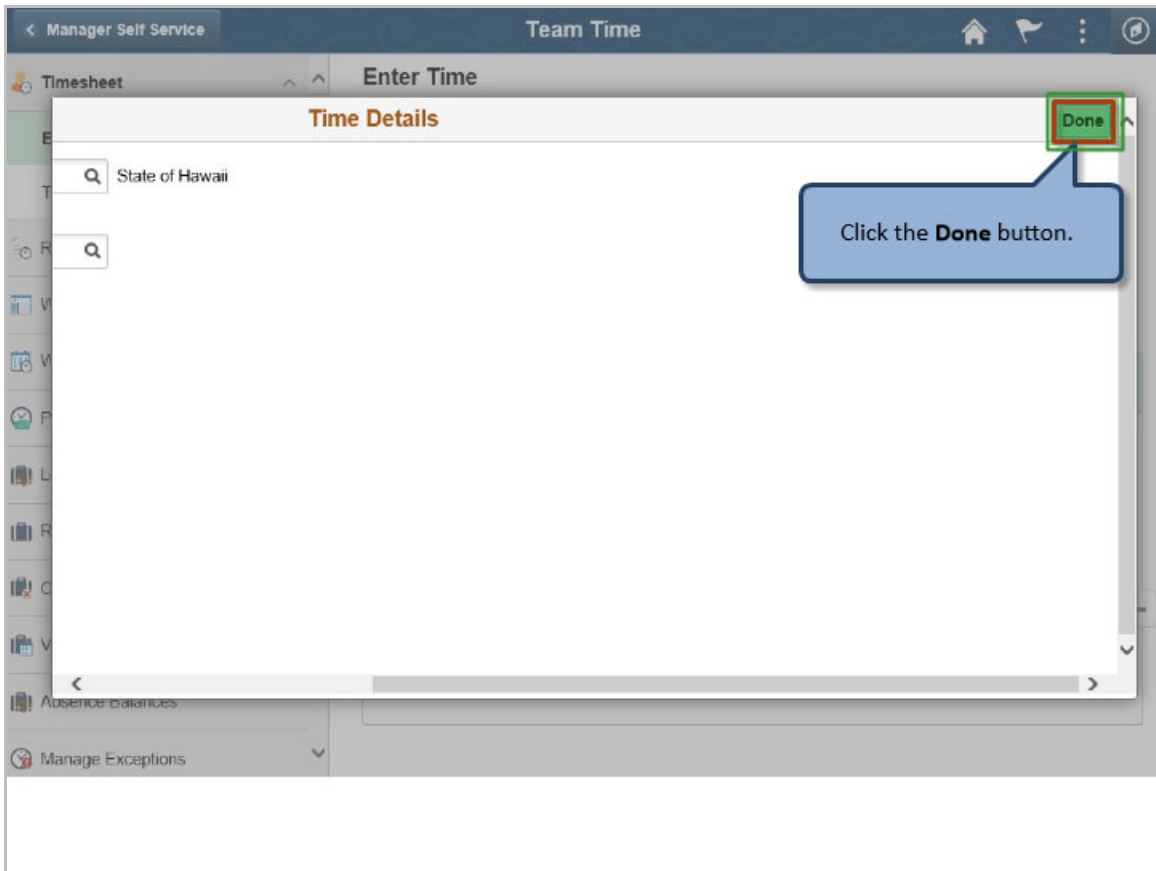 Manager Self Service
Team Time
Timesheet
Enter Time
Time Details
Done
E
State of Hawaii
T
Click the Done button.
R
W
W
P
L
R
C
V
Absence Balances
Manage Exceptions